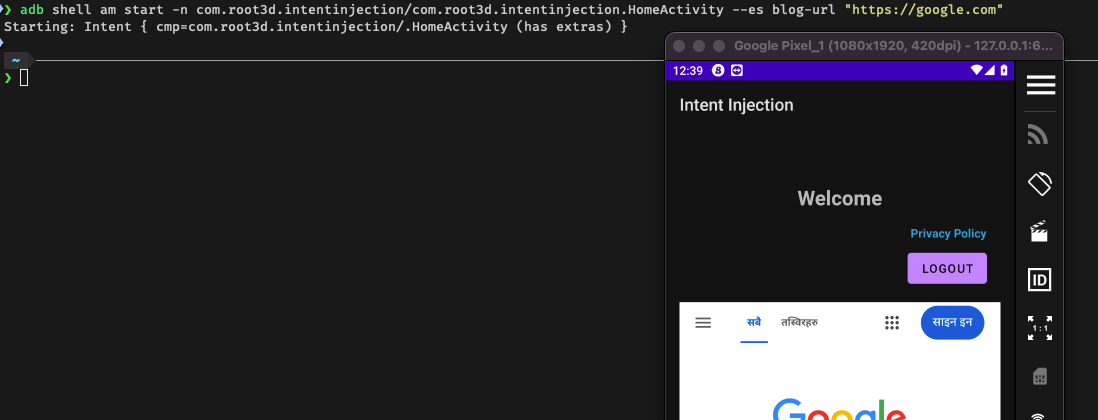 ❯ adb shell am start -n com.root3d.intentinjection/com.root3d.intentinjection.HomeActivity --es blog-url "https://google.com"
Starting: Intent { cmp=com.root3d.intentinjection/.HomeActivity (has extras) }
~
❯
Google Pixel_1 (1080x1920, 420dpi) - 127.0.0.1:6...
12:39
Intent Injection
Welcome
Privacy Policy
LOGOUT
सबै तस्विरहरु साइन इन
Google
ID
1:1